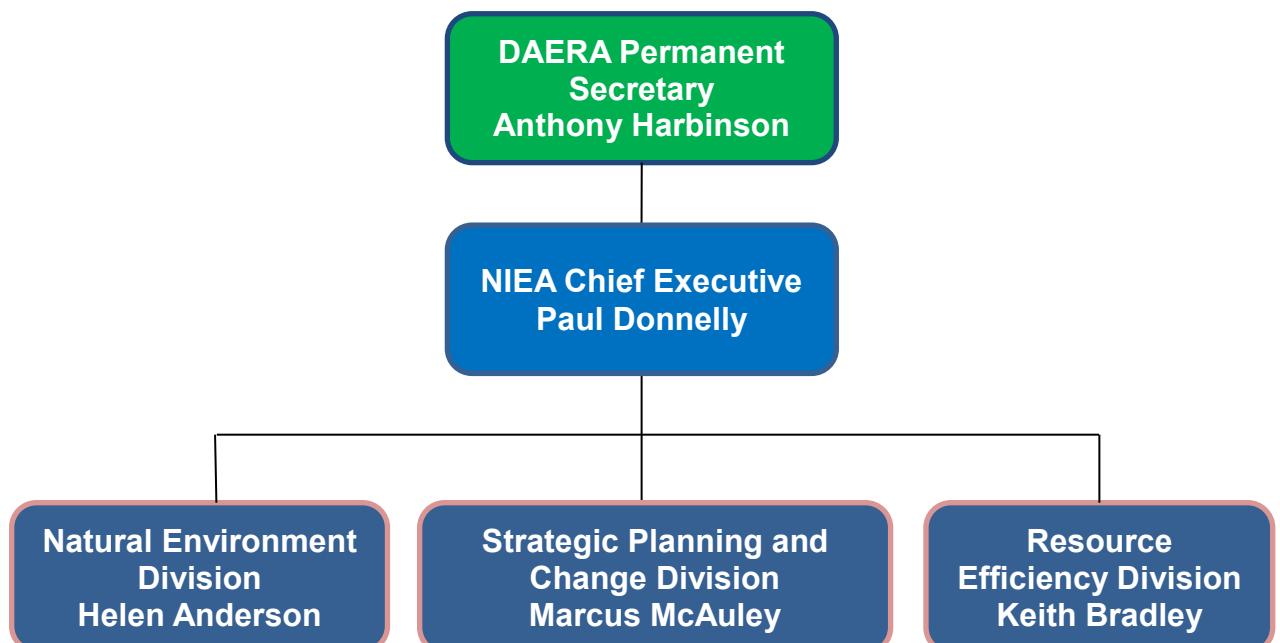 DAERA Permanent
Secretary
Anthony Harbinson
NIEA Chief Executive
Paul Donnelly
Natural Environment
Division
Helen Anderson
Strategic Planning and
Change Division
Marcus McAuley
Resource
Efficiency Division
Keith Bradley